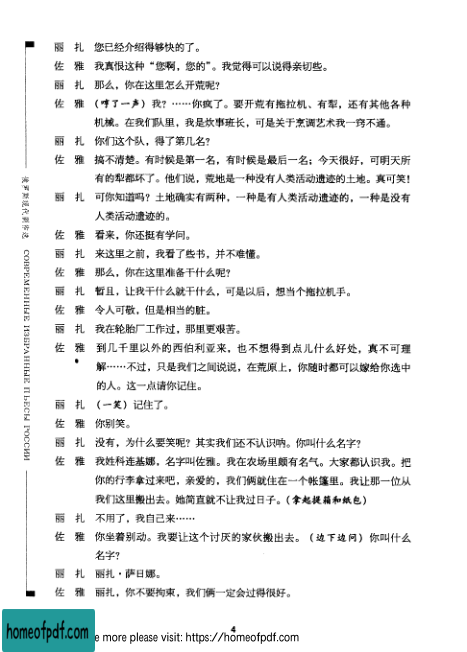 丽　扎　您已经介绍得够快的了。
佐　雅　我真恨这种“您啊，您的”。我觉得可以说得亲切些。
丽　扎　那么，你在这里怎么开荒呢？
佐　雅　（哼了一声）我？……你疯了。要开荒有拖拉机、有犁，还有其他各种
机械。在我们队里，我是炊事班长，可是关于烹调艺术我一窍不通。
丽　扎　你们这个队，得了第几名？
佐　雅　搞不清楚。有时候是第一名，有时候是最后一名；今天很好，可明天所
有的犁都坏了。他们说，荒地是一种没有人类活动遗迹的土地。真可笑！
丽　扎　可你知道吗？土地确实有两种，一种是有人类活动遗迹的，一种是没有
人类活动遗迹的。
佐　雅　看来，你还挺有学问。
丽　扎　来这里之前，我看了些书，并不难懂。
佐　雅　那么，你在这里准备干什么呢？
丽　扎　暂且，让我干什么就干什么，可是以后，想当个拖拉机手。
佐　雅　令人可敬，但是相当的脏。
丽　扎　我在轮胎厂工作过，那里更艰苦。
佐　雅　到几千里以外的西伯利亚来，也不想得到点儿什么好处，真不可理
解……不过，只是我们之间说说，在荒原上，你随时都可以嫁给你选中
的人。这一点请你记住。
丽　扎　（一笑）记住了。
佐　雅　你别笑。
丽　扎　没有，为什么要笑呢？其实我们还不认识呐。你叫什么名字？
佐　雅　我姓科连基娜，名字叫佐雅。我在农场里颇有名气。大家都认识我。把
你的行李拿过来吧，亲爱的，我们俩就住在一个帐篷里。我让那一位从
我们这里搬出去。她简直就不让我过日子。（拿起提箱和纸包）
丽　扎　不用了，我自己来……
佐　雅　你坐着别动。我要让这个讨厌的家伙搬出去。（边下边问）你叫什么
名字？
丽　扎　丽扎·萨日娜。
佐　雅　丽扎，你不要拘束，我们俩一定会过得很好。
俄罗斯现代剧作选　СОВРЕМЕННЫЕ ИЗБРАННЫЕ ПЬЕСЫ РОССИИ
4
homeofpdf.com
e more please visit: https://homeofpdf.com